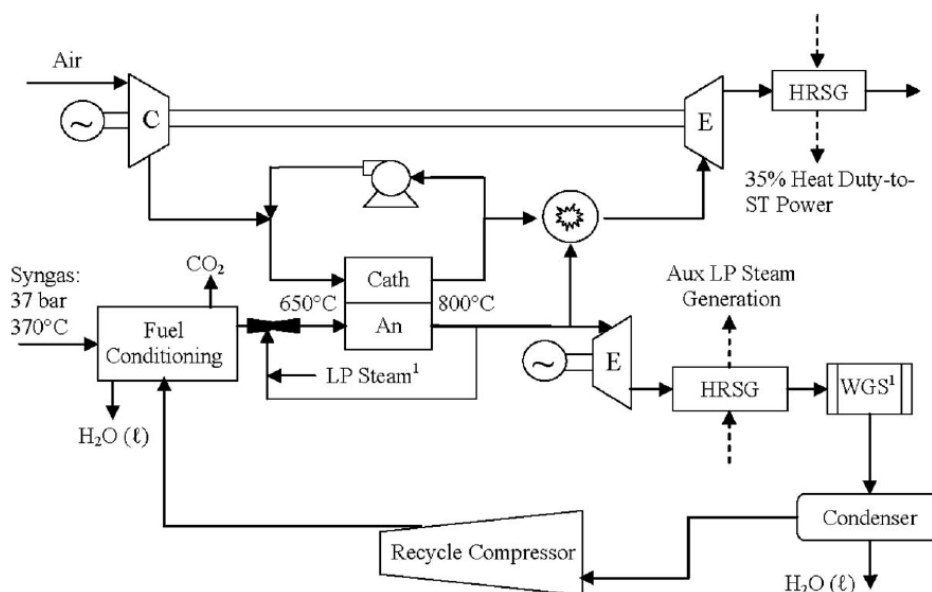 Air
C
E
HRSG
35% Heat Duty-to-
ST Power
Syngas:
37 bar
370°C
CO₂
Fuel
Conditioning
H₂O (ℓ)
650°C
800°C
Cath
An
LP Steam¹
Aux LP Steam
Generation
E
HRSG
WGS¹
Condenser
H₂O (ℓ)
Recycle Compressor